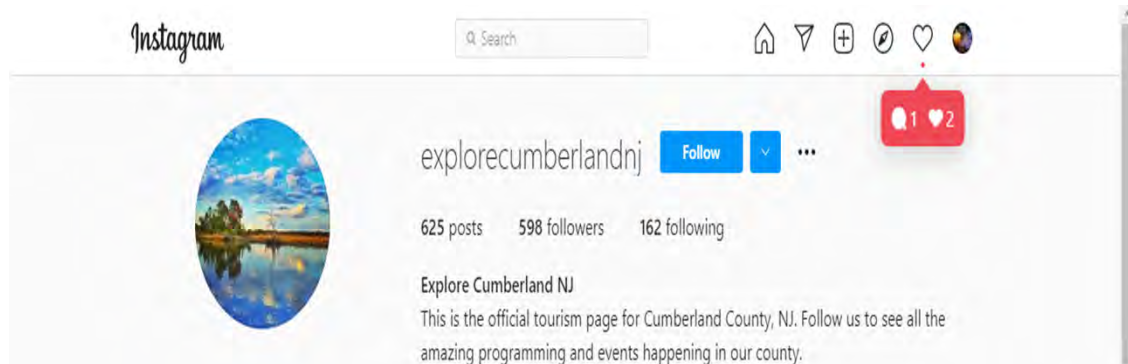 Instagram
Search
1 2
explorecumberlandnj Follow
625 posts 598 followers 162 following
Explore Cumberland NJ
This is the official tourism page for Cumberland County, NJ. Follow us to see all the
amazing programming and events happening in our county.